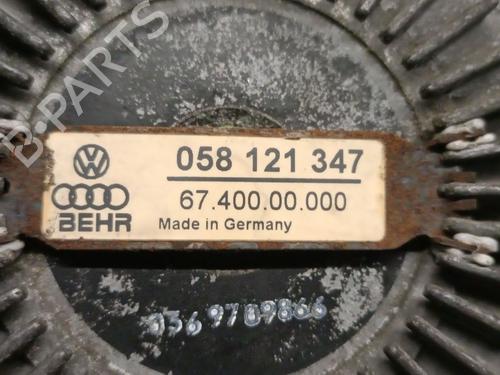 B-PARTS
058 121 347
67.400.00.000
BEHR
Made in Germany